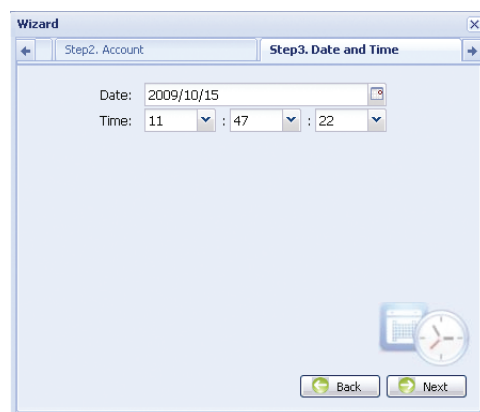 Wizard
Step2. Account Step3. Date and Time
Date: 2009/10/15
Time: 11 : 47 : 22
Back Next